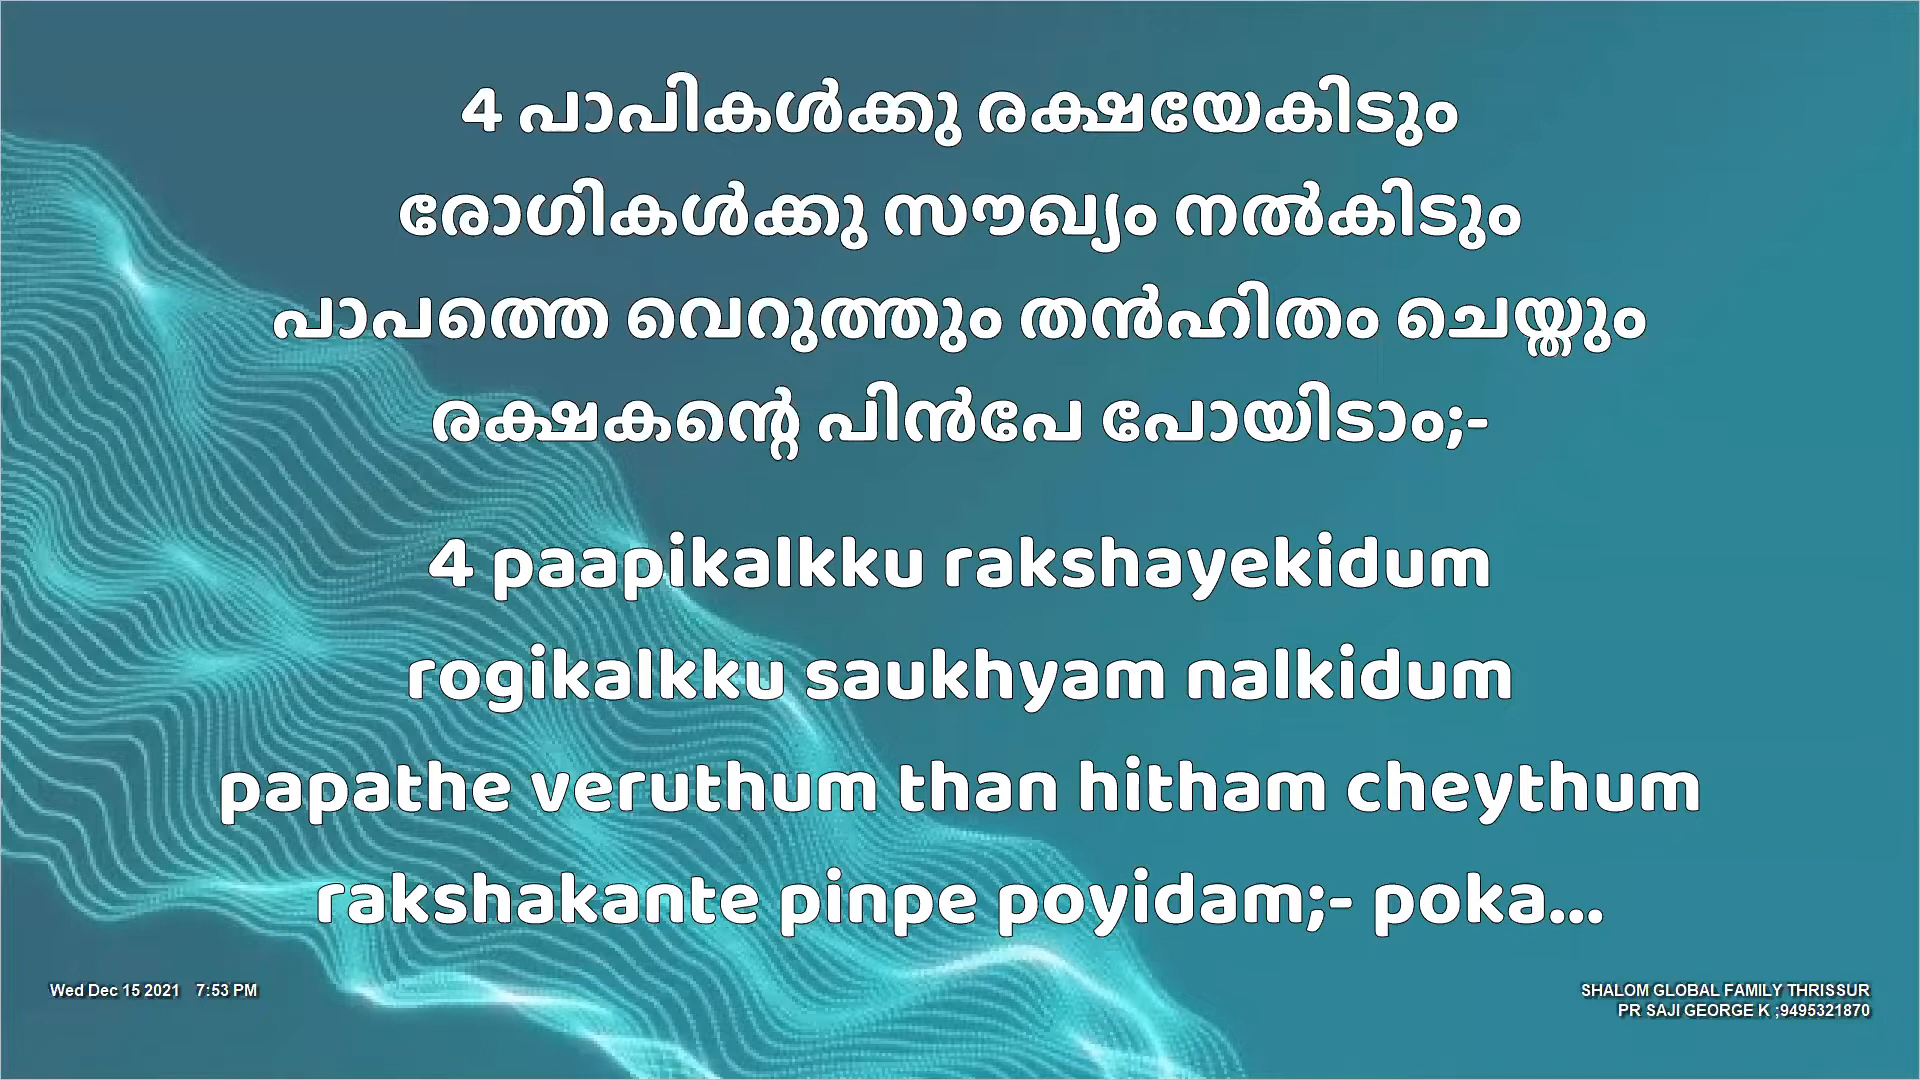 4 പാപികൾക്കു രക്ഷയേകിടും
രോഗികൾക്കു സൗഖ്യം നൽകിടും
പാപത്തെ വെറുത്തും തൻഹിതം ചെയ്തും
രക്ഷകന്റെ പിൻപേ പോയിടാം;-
4 paapikalkku rakshayekidum
rogikalkku saukhyam nalkidum
papathe veruthum than hitham cheythum
rakshakante pinpe poyidam;- poka...
Wed Dec 15 2021 7:53 PM
SHALOM GLOBAL FAMILY THRISSUR
PR SAJI GEORGE K ;9495321870